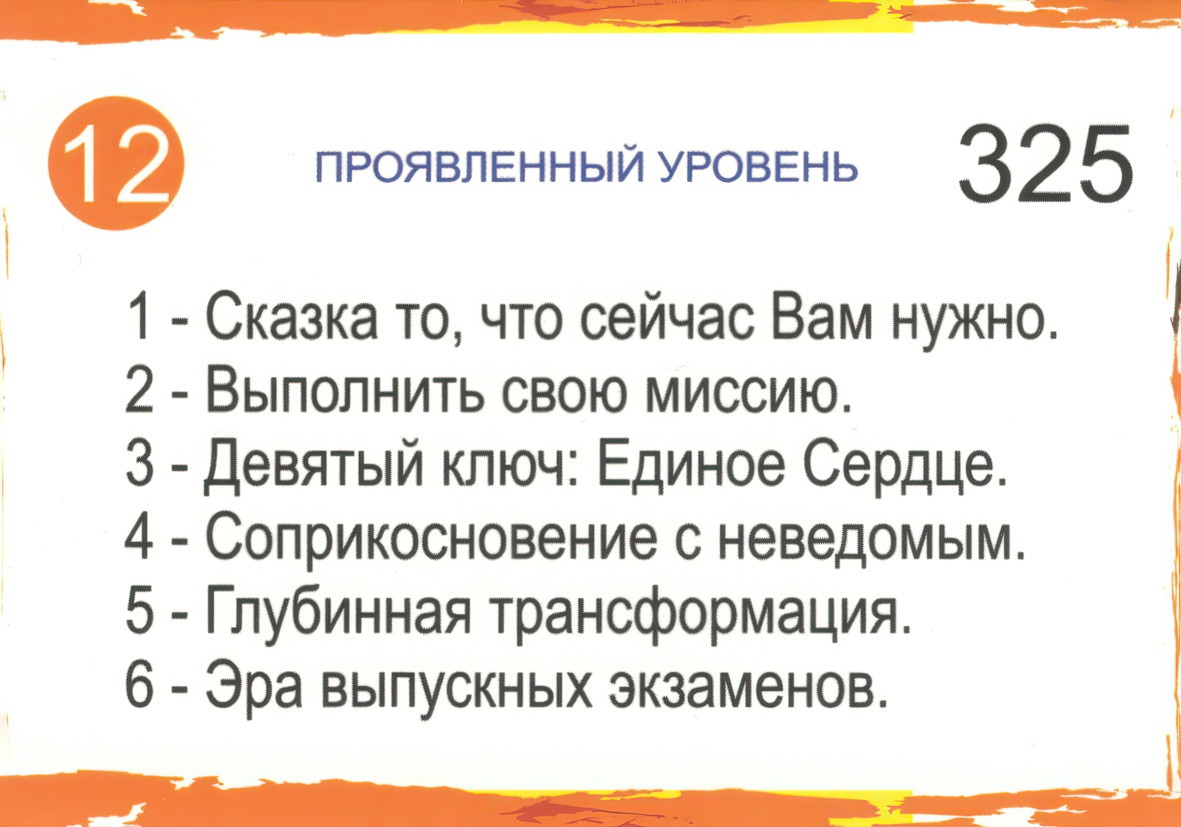 12
ПРОЯВЛЕННЫЙ УРОВЕНЬ
325
1 - Сказка то, что сейчас Вам нужно.
2 - Выполнить свою миссию.
3 - Девятый ключ: Единое Сердце.
4 - Соприкосновение с неведомым.
5 - Глубинная трансформация.
6 - Эра выпускных экзаменов.